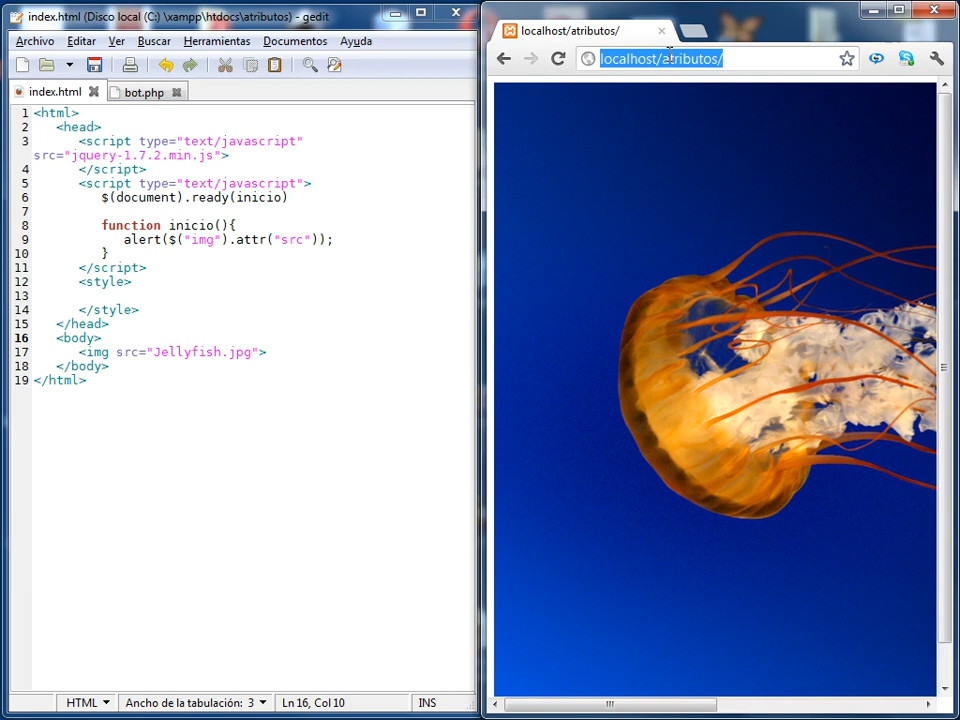 index.html (Disco local (C:) \xampp\htdocs\atributos) - gedit
Archivo Editar Ver Buscar Herramientas Documentos Ayuda
index.html bot.php
1 <html>
2 <head>
3 <script type="text/javascript"
src="jquery-1.7.2.min.js">
4 </script>
5 <script type="text/javascript">
6 $(document).ready(inicio)
7
8 function inicio(){
9 alert($("img").attr("src"));
10 }
11 </script>
12 <style>
13
14 </style>
15 </head>
16 <body>
17 <img src="Jellyfish.jpg">
18 </body>
19 </html>
HTML Ancho de la tabulación: 3 Ln 16, Col 10 INS
localhost/atributos/
localhost/atributos/